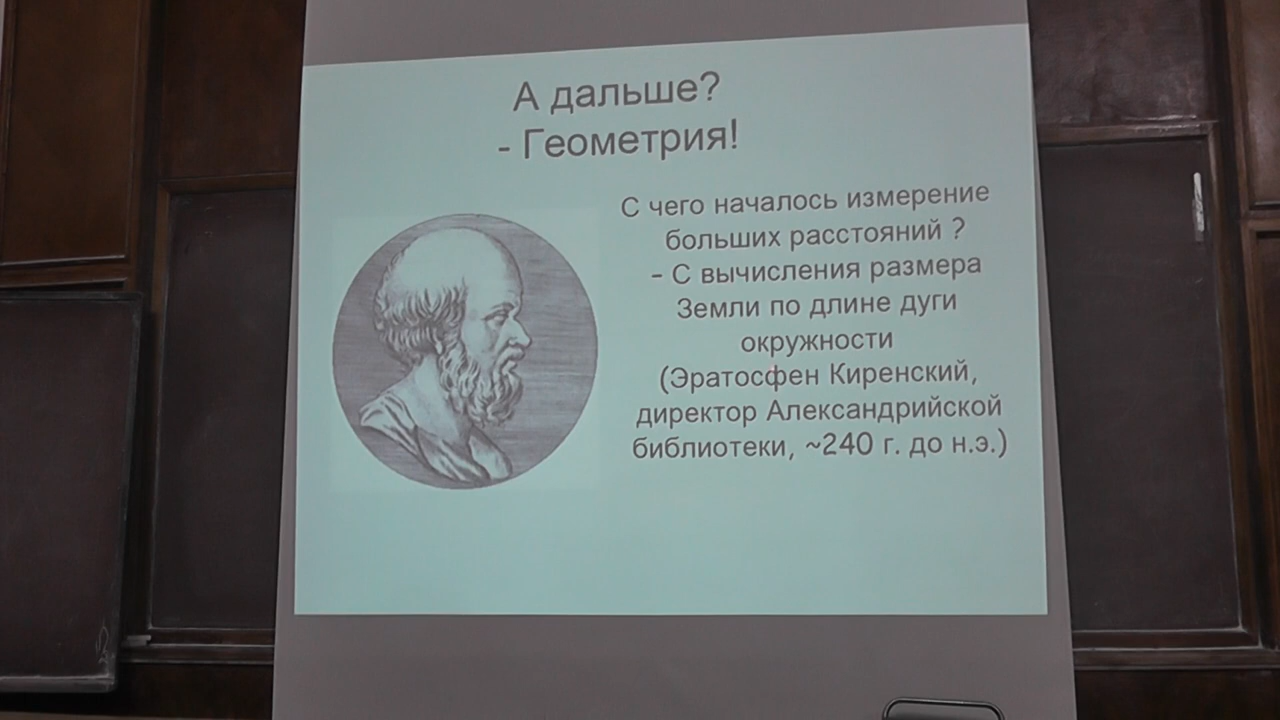 А дальше?
- Геометрия!
С чего началось измерение
больших расстояний ?
- С вычисления размера
Земли по длине дуги
окружности
(Эратосфен Киренский,
директор Александрийской
библиотеки, ~240 г. до н.э.)